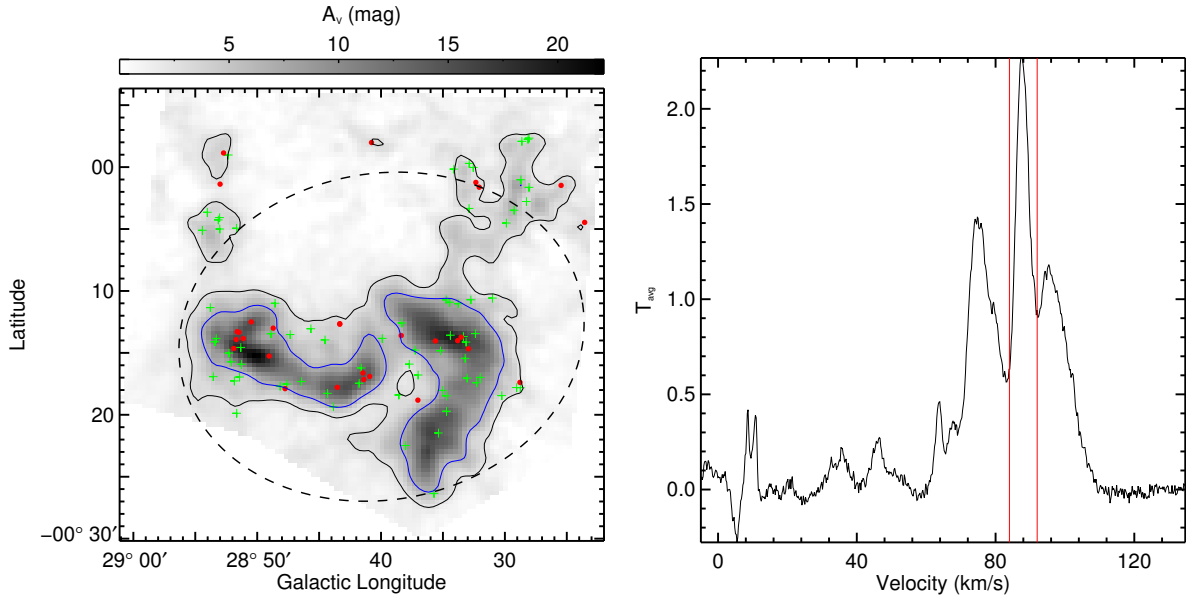 A_v (mag)
5 10 15 20
Latitude
00
10
20
−00° 30′
29° 00′ 28° 50′ 40 30
Galactic Longitude
T_avg
2.0
1.5
1.0
0.5
0.0
0 40 80 120
Velocity (km/s)